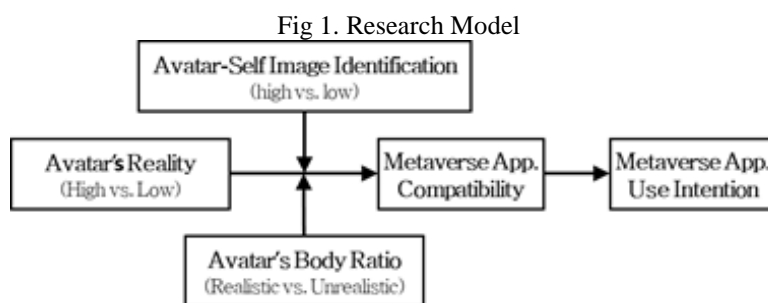 Fig 1. Research Model
Avatar-Self Image Identification
(high vs. low)
Avatar's Reality
(High vs. Low)
Metaverse App.
Compatibility
Metaverse App.
Use Intention
Avatar's Body Ratio
(Realistic vs. Unrealistic)